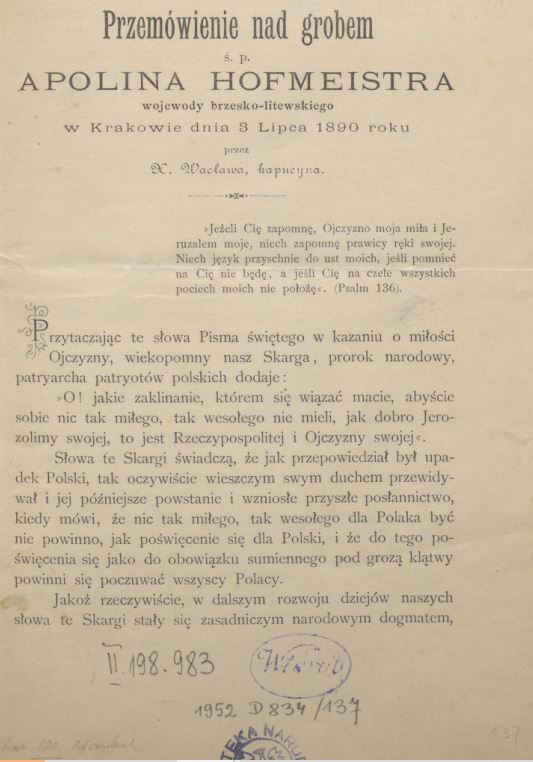 Przemówienie nad grobem
ś. p.
APOLINA HOFMEISTRA
wojewody brzesko-litewskiego
w Krakowie dnia 3 Lipca 1890 roku
przez
X. Wacława, kapucyna.
»Jeżeli Cię zapomnę, Ojczyzno moja miła i Je-
ruzalem moje, niech zapomnę prawicy ręki swojej.
Niech język przyschnie do ust moich, jeśli pomnieć
na Cię nie będę, a jeśli Cię na czele wszystkich
pociech moich nie położę«. (Psalm 136).
Przytaczając te słowa Pisma świętego w kazaniu o miłości
Ojczyzny, wiekopomny nasz Skarga, prorok narodowy,
patryarcha patryotów polskich dodaje:
»O! jakie zaklinanie, którem się wiązać macie, abyście
sobie nic tak miłego, tak wesołego nie mieli, jak dobro Jero-
zolimy swojej, to jest Rzeczypospolitej i Ojczyzny swojej«.
Słowa te Skargi świadczą, że jak przepowiedział był upa-
dek Polski, tak oczywiście wieszczym swym duchem przewidy-
wał i jej późniejsze powstanie i wzniosłe przyszłe posłannictwo,
kiedy mówi, że nic tak miłego, tak wesołego dla Polaka być
nie powinno, jak poświęcenie się dla Polski, i że do tego po-
święcenia się jako do obowiązku sumiennego pod grozą klątwy
powinni się poczuwać wszyscy Polacy.
Jakoż rzeczywiście, w dalszym rozwoju dziejów naszych
słowa te Skargi stały się zasadniczym narodowym dogmatem,
II 198.983
Wtórol
1952 D 834/137
TEKA NARO
137